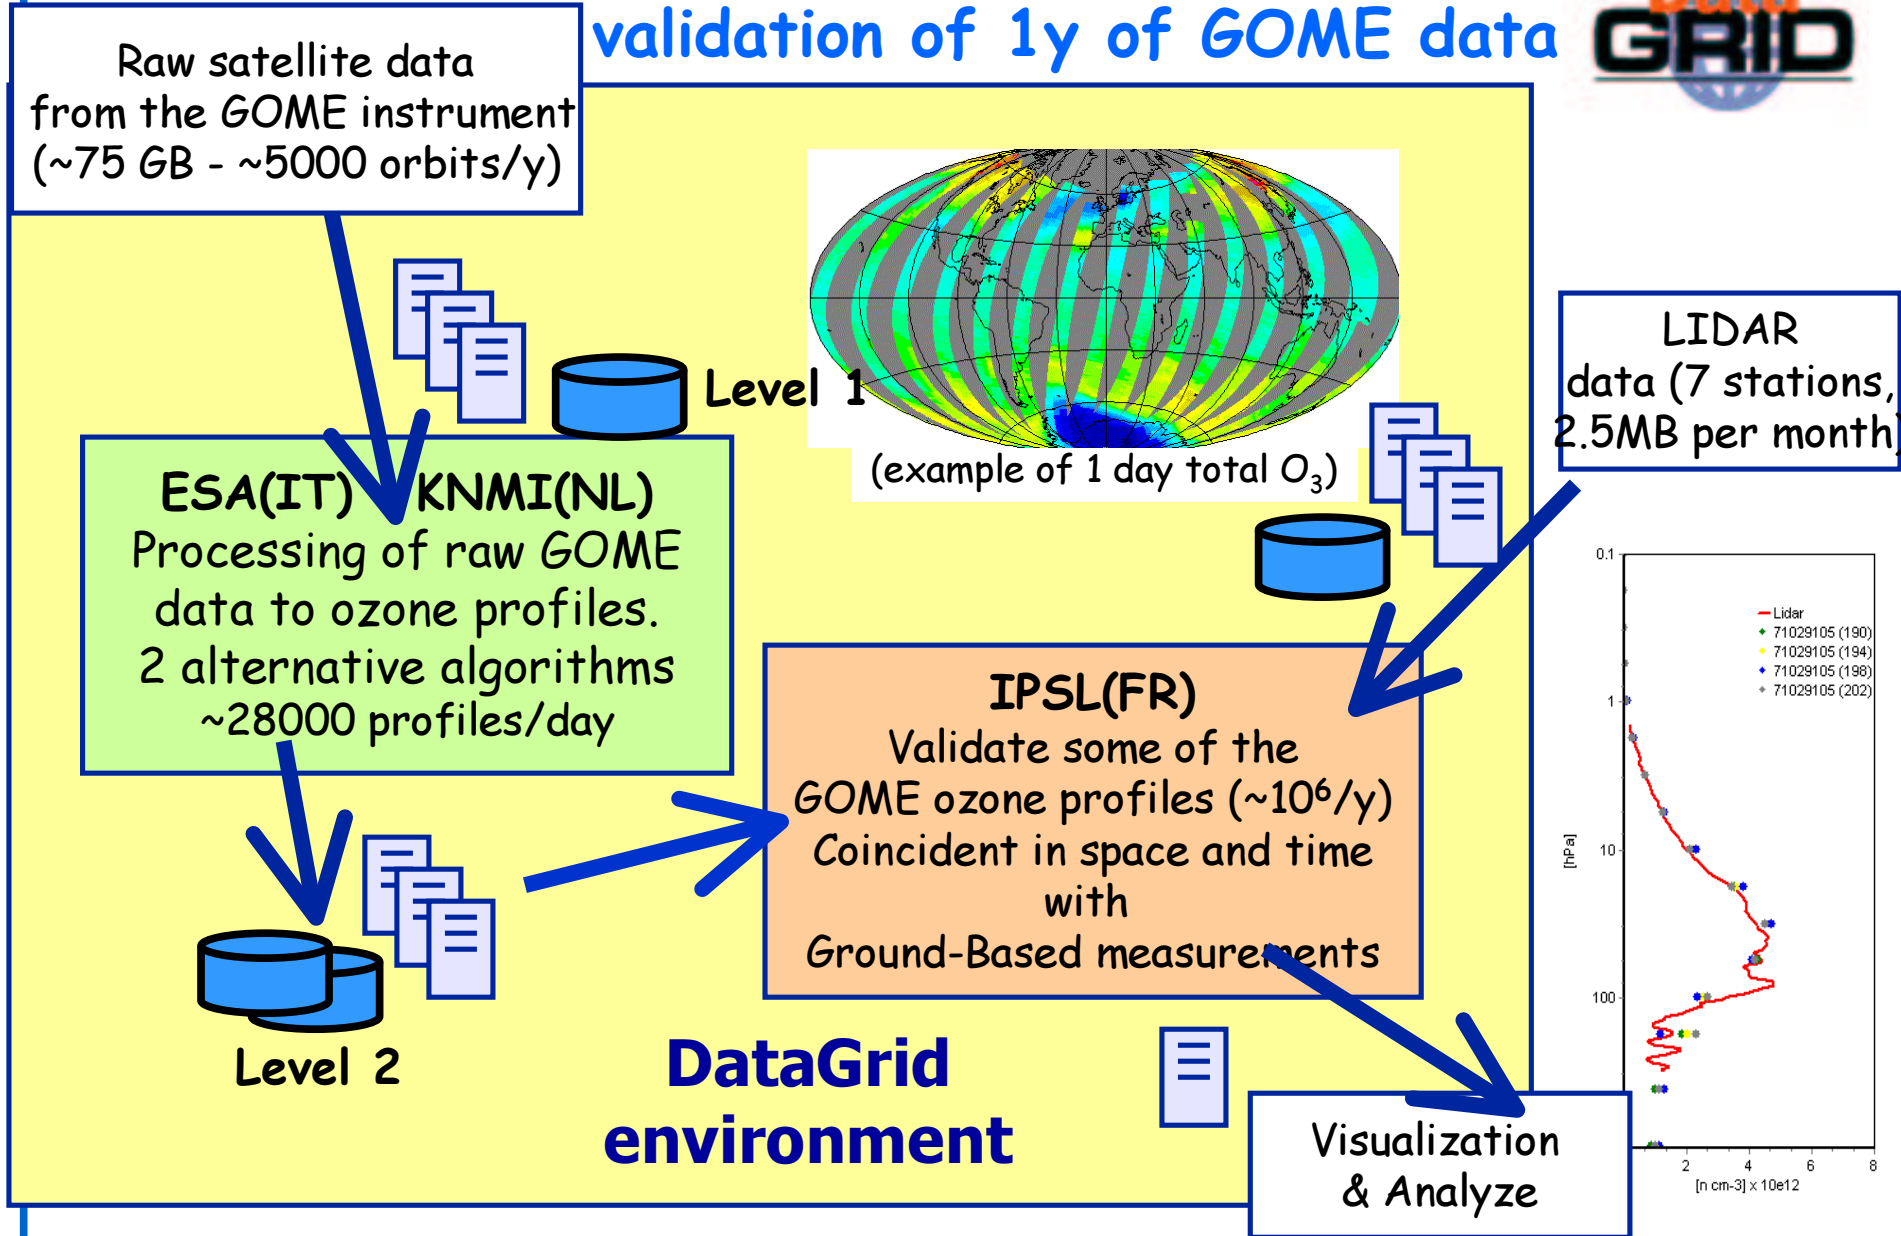 validation of 1y of GOME data
Data
GRID
Raw satellite data
from the GOME instrument
(~75 GB - ~5000 orbits/y)
Level 1
(example of 1 day total O₃)
LIDAR
data (7 stations,
2.5MB per month)
ESA(IT) KNMI(NL)
Processing of raw GOME
data to ozone profiles.
2 alternative algorithms
~28000 profiles/day
IPSL(FR)
Validate some of the
GOME ozone profiles (~10⁶/y)
Coincident in space and time
with
Ground-Based measurements
Level 2
DataGrid
environment
Visualization
& Analyze
0.1
1
10
100
[hPa]
Lidar
71029105 (190)
71029105 (194)
71029105 (198)
71029105 (202)
2 4 6 8
[n cm-3] x 10e12